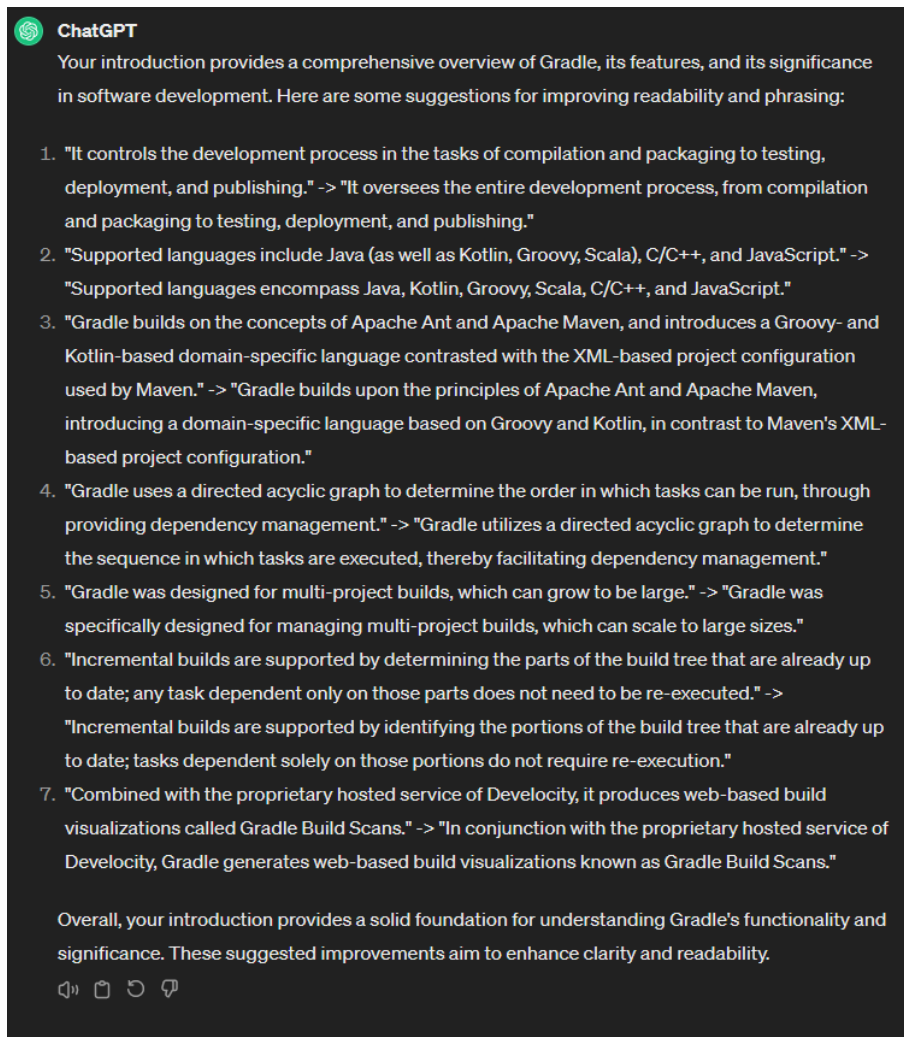 ChatGPT
Your introduction provides a comprehensive overview of Gradle, its features, and its significance
in software development. Here are some suggestions for improving readability and phrasing:
1. "It controls the development process in the tasks of compilation and packaging to testing,
deployment, and publishing." -> "It oversees the entire development process, from compilation
and packaging to testing, deployment, and publishing."
2. "Supported languages include Java (as well as Kotlin, Groovy, Scala), C/C++, and JavaScript." ->
"Supported languages encompass Java, Kotlin, Groovy, Scala, C/C++, and JavaScript."
3. "Gradle builds on the concepts of Apache Ant and Apache Maven, and introduces a Groovy- and
Kotlin-based domain-specific language contrasted with the XML-based project configuration
used by Maven." -> "Gradle builds upon the principles of Apache Ant and Apache Maven,
introducing a domain-specific language based on Groovy and Kotlin, in contrast to Maven's XML-
based project configuration."
4. "Gradle uses a directed acyclic graph to determine the order in which tasks can be run, through
providing dependency management." -> "Gradle utilizes a directed acyclic graph to determine
the sequence in which tasks are executed, thereby facilitating dependency management."
5. "Gradle was designed for multi-project builds, which can grow to be large." -> "Gradle was
specifically designed for managing multi-project builds, which can scale to large sizes."
6. "Incremental builds are supported by determining the parts of the build tree that are already up
to date; any task dependent only on those parts does not need to be re-executed." ->
"Incremental builds are supported by identifying the portions of the build tree that are already up
to date; tasks dependent solely on those portions do not require re-execution."
7. "Combined with the proprietary hosted service of Develocity, it produces web-based build
visualizations called Gradle Build Scans." -> "In conjunction with the proprietary hosted service of
Develocity, Gradle generates web-based build visualizations known as Gradle Build Scans."
Overall, your introduction provides a solid foundation for understanding Gradle's functionality and
significance. These suggested improvements aim to enhance clarity and readability.